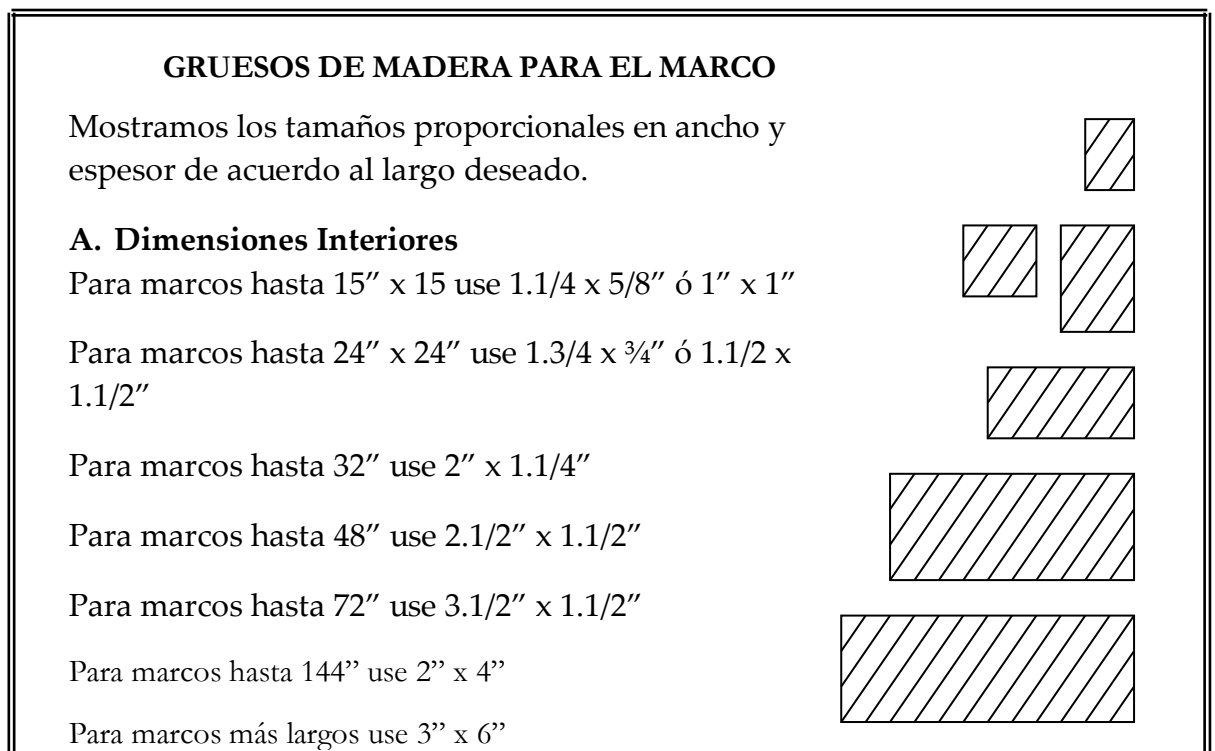 GRUESOS DE MADERA PARA EL MARCO
Mostramos los tamaños proporcionales en ancho y
espesor de acuerdo al largo deseado.
A. Dimensiones Interiores
Para marcos hasta 15” x 15 use 1.1/4 x 5/8” ó 1” x 1”
Para marcos hasta 24” x 24” use 1.3/4 x ¾” ó 1.1/2 x
1.1/2”
Para marcos hasta 32” use 2” x 1.1/4”
Para marcos hasta 48” use 2.1/2” x 1.1/2”
Para marcos hasta 72” use 3.1/2” x 1.1/2”
Para marcos hasta 144” use 2” x 4”
Para marcos más largos use 3” x 6”